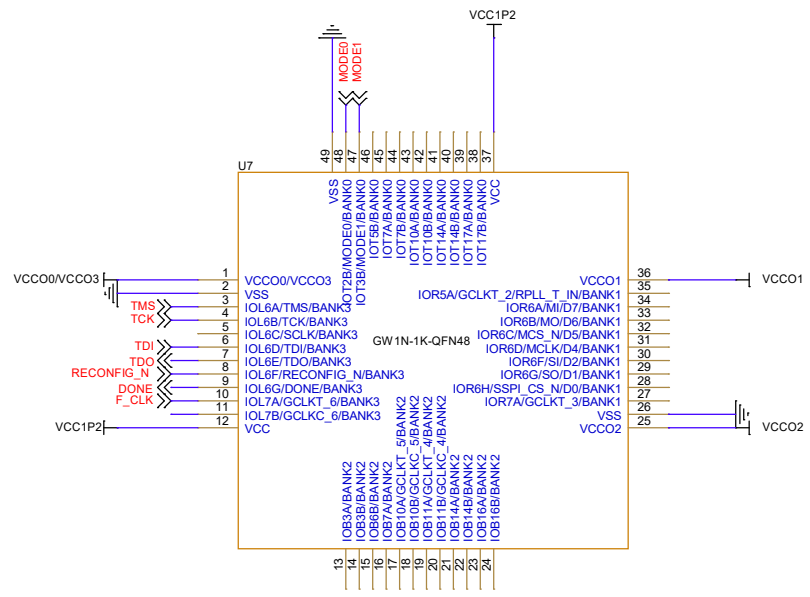 VCC1P2
MODE0
MODE1
49
48
47
46
45
44
43
42
41
40
39
38
37
U7
VSS
IOT2B/MODE0/BANK0
IOT3B/MODE1/BANK0
IOT5B/BANK0
IOT7A/BANK0
IOT7B/BANK0
IOT10A/BANK0
IOT10B/BANK0
IOT14A/BANK0
IOT14B/BANK0
IOT17A/BANK0
IOT17B/BANK0
VCC
VCCO0/VCCO3 1 VCCO0/VCCO3
2 VSS
TMS 3 IOL6A/TMS/BANK3
TCK 4 IOL6B/TCK/BANK3
5 IOL6C/SCLK/BANK3
TDI 6 IOL6D/TDI/BANK3
TDO 7 IOL6E/TDO/BANK3
RECONFIG_N 8 IOL6F/RECONFIG_N/BANK3
DONE 9 IOL6G/DONE/BANK3
F_CLK 10 IOL7A/GCLKT_6/BANK3
11 IOL7B/GCLKC_6/BANK3
VCC1P2 12 VCC
GW1N-1K-QFN48
VCCO1 36 VCCO1
IOR5A/GCLKT_2/RPLL_T_IN/BANK1 35
IOR6A/MI/D7/BANK1 34
IOR6B/MO/D6/BANK1 33
IOR6C/MCS_N/D5/BANK1 32
IOR6D/MCLK/D4/BANK1 31
IOR6F/SI/D2/BANK1 30
IOR6G/SO/D1/BANK1 29
IOR6H/SSPI_CS_N/D0/BANK1 28
IOR7A/GCLKT_3/BANK1 27
VSS 26
VCCO2 25 VCCO2
IOB3A/BANK2
IOB3B/BANK2
IOB6B/BANK2
IOB7A/BANK2
IOB10A/GCLKT_5/BANK2
IOB10B/GCLKC_5/BANK2
IOB11A/GCLKT_4/BANK2
IOB11B/GCLKC_4/BANK2
IOB14A/BANK2
IOB14B/BANK2
IOB16A/BANK2
IOB16B/BANK2
13
14
15
16
17
18
19
20
21
22
23
24